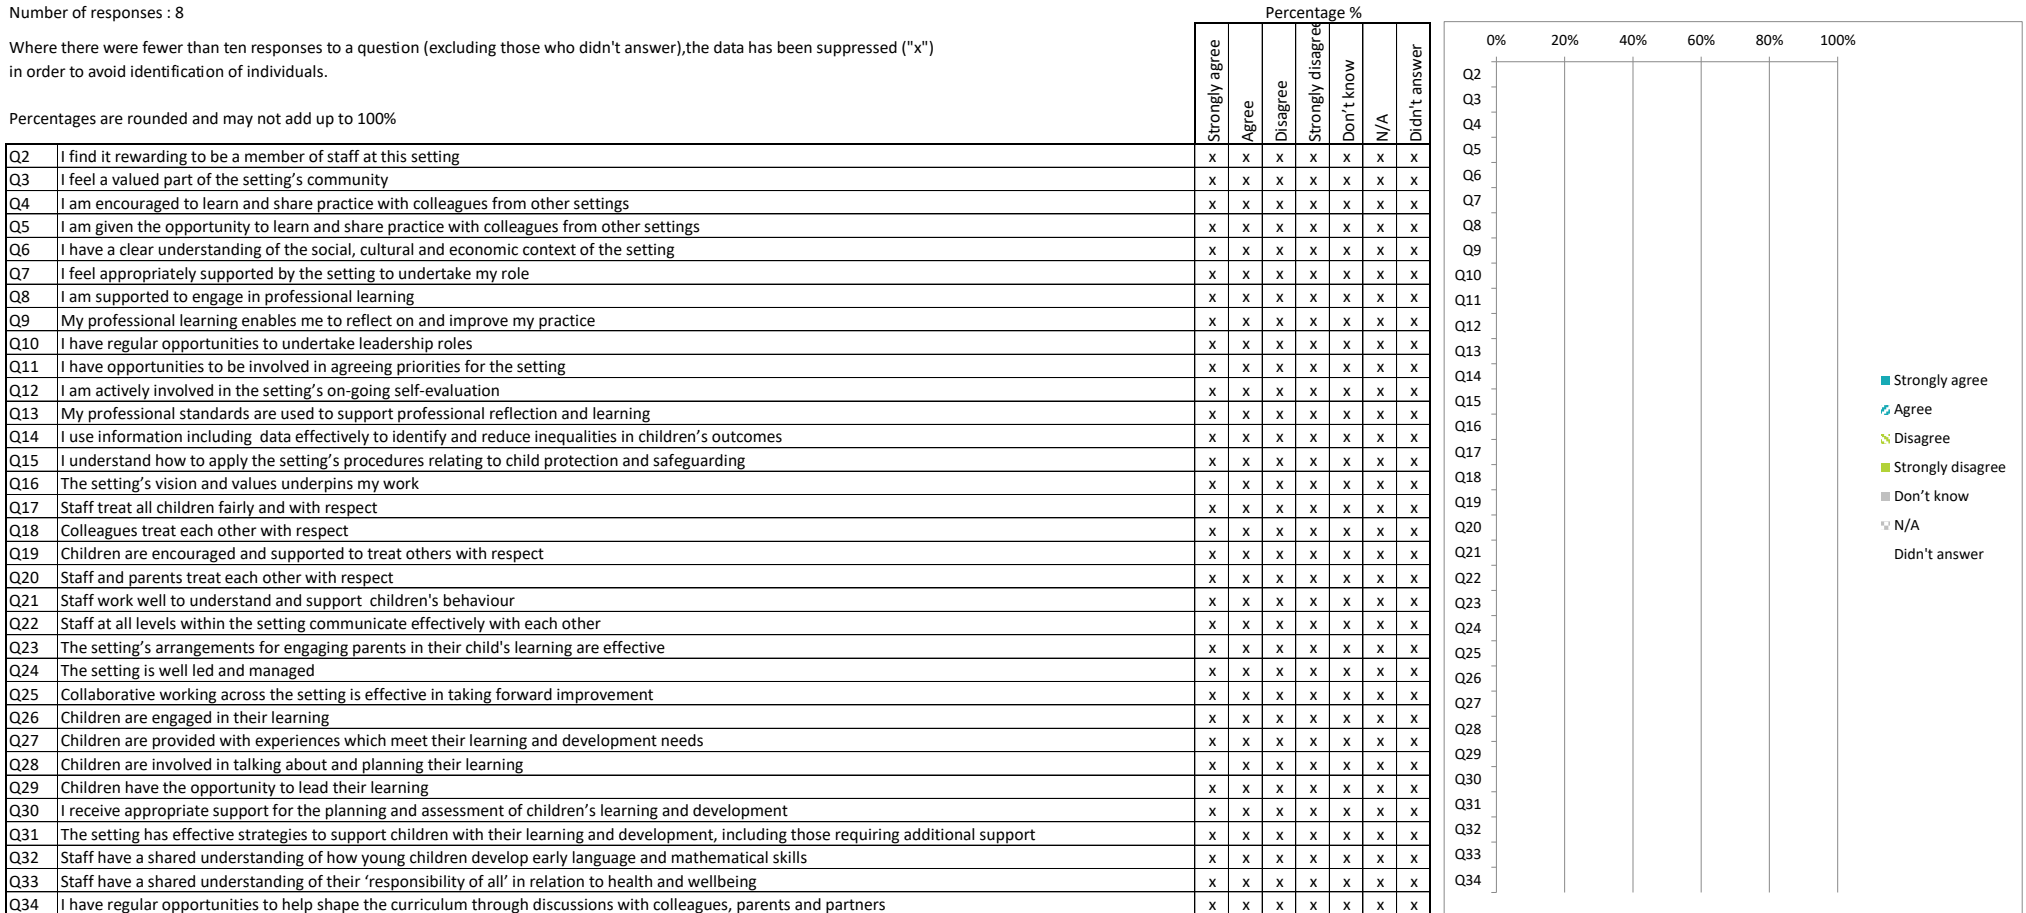 Number of responses : 8
Percentage %
Where there were fewer than ten responses to a question (excluding those who didn't answer),the data has been suppressed ("x")
in order to avoid identification of individuals.
Percentages are rounded and may not add up to 100%
Strongly agree
Agree
Disagree
Strongly disagree
Don't know
N/A
Didn't answer
Q2 I find it rewarding to be a member of staff at this setting x x x x x x x
Q3 I feel a valued part of the setting's community x x x x x x x
Q4 I am encouraged to learn and share practice with colleagues from other settings x x x x x x x
Q5 I am given the opportunity to learn and share practice with colleagues from other settings x x x x x x x
Q6 I have a clear understanding of the social, cultural and economic context of the setting x x x x x x x
Q7 I feel appropriately supported by the setting to undertake my role x x x x x x x
Q8 I am supported to engage in professional learning x x x x x x x
Q9 My professional learning enables me to reflect on and improve my practice x x x x x x x
Q10 I have regular opportunities to undertake leadership roles x x x x x x x
Q11 I have opportunities to be involved in agreeing priorities for the setting x x x x x x x
Q12 I am actively involved in the setting's on-going self-evaluation x x x x x x x
Q13 My professional standards are used to support professional reflection and learning x x x x x x x
Q14 I use information including  data effectively to identify and reduce inequalities in children's outcomes x x x x x x x
Q15 I understand how to apply the setting's procedures relating to child protection and safeguarding x x x x x x x
Q16 The setting's vision and values underpins my work x x x x x x x
Q17 Staff treat all children fairly and with respect x x x x x x x
Q18 Colleagues treat each other with respect x x x x x x x
Q19 Children are encouraged and supported to treat others with respect x x x x x x x
Q20 Staff and parents treat each other with respect x x x x x x x
Q21 Staff work well to understand and support  children's behaviour x x x x x x x
Q22 Staff at all levels within the setting communicate effectively with each other x x x x x x x
Q23 The setting's arrangements for engaging parents in their child's learning are effective x x x x x x x
Q24 The setting is well led and managed x x x x x x x
Q25 Collaborative working across the setting is effective in taking forward improvement x x x x x x x
Q26 Children are engaged in their learning x x x x x x x
Q27 Children are provided with experiences which meet their learning and development needs x x x x x x x
Q28 Children are involved in talking about and planning their learning x x x x x x x
Q29 Children have the opportunity to lead their learning x x x x x x x
Q30 I receive appropriate support for the planning and assessment of children's learning and development x x x x x x x
Q31 The setting has effective strategies to support children with their learning and development, including those requiring additional support x x x x x x x
Q32 Staff have a shared understanding of how young children develop early language and mathematical skills x x x x x x x
Q33 Staff have a shared understanding of their 'responsibility of all' in relation to health and wellbeing x x x x x x x
Q34 I have regular opportunities to help shape the curriculum through discussions with colleagues, parents and partners x x x x x x x
0% 20% 40% 60% 80% 100%
Q2
Q3
Q4
Q5
Q6
Q7
Q8
Q9
Q10
Q11
Q12
Q13
Q14
Q15
Q16
Q17
Q18
Q19
Q20
Q21
Q22
Q23
Q24
Q25
Q26
Q27
Q28
Q29
Q30
Q31
Q32
Q33
Q34
Strongly agree
Agree
Disagree
Strongly disagree
Don't know
N/A
Didn't answer